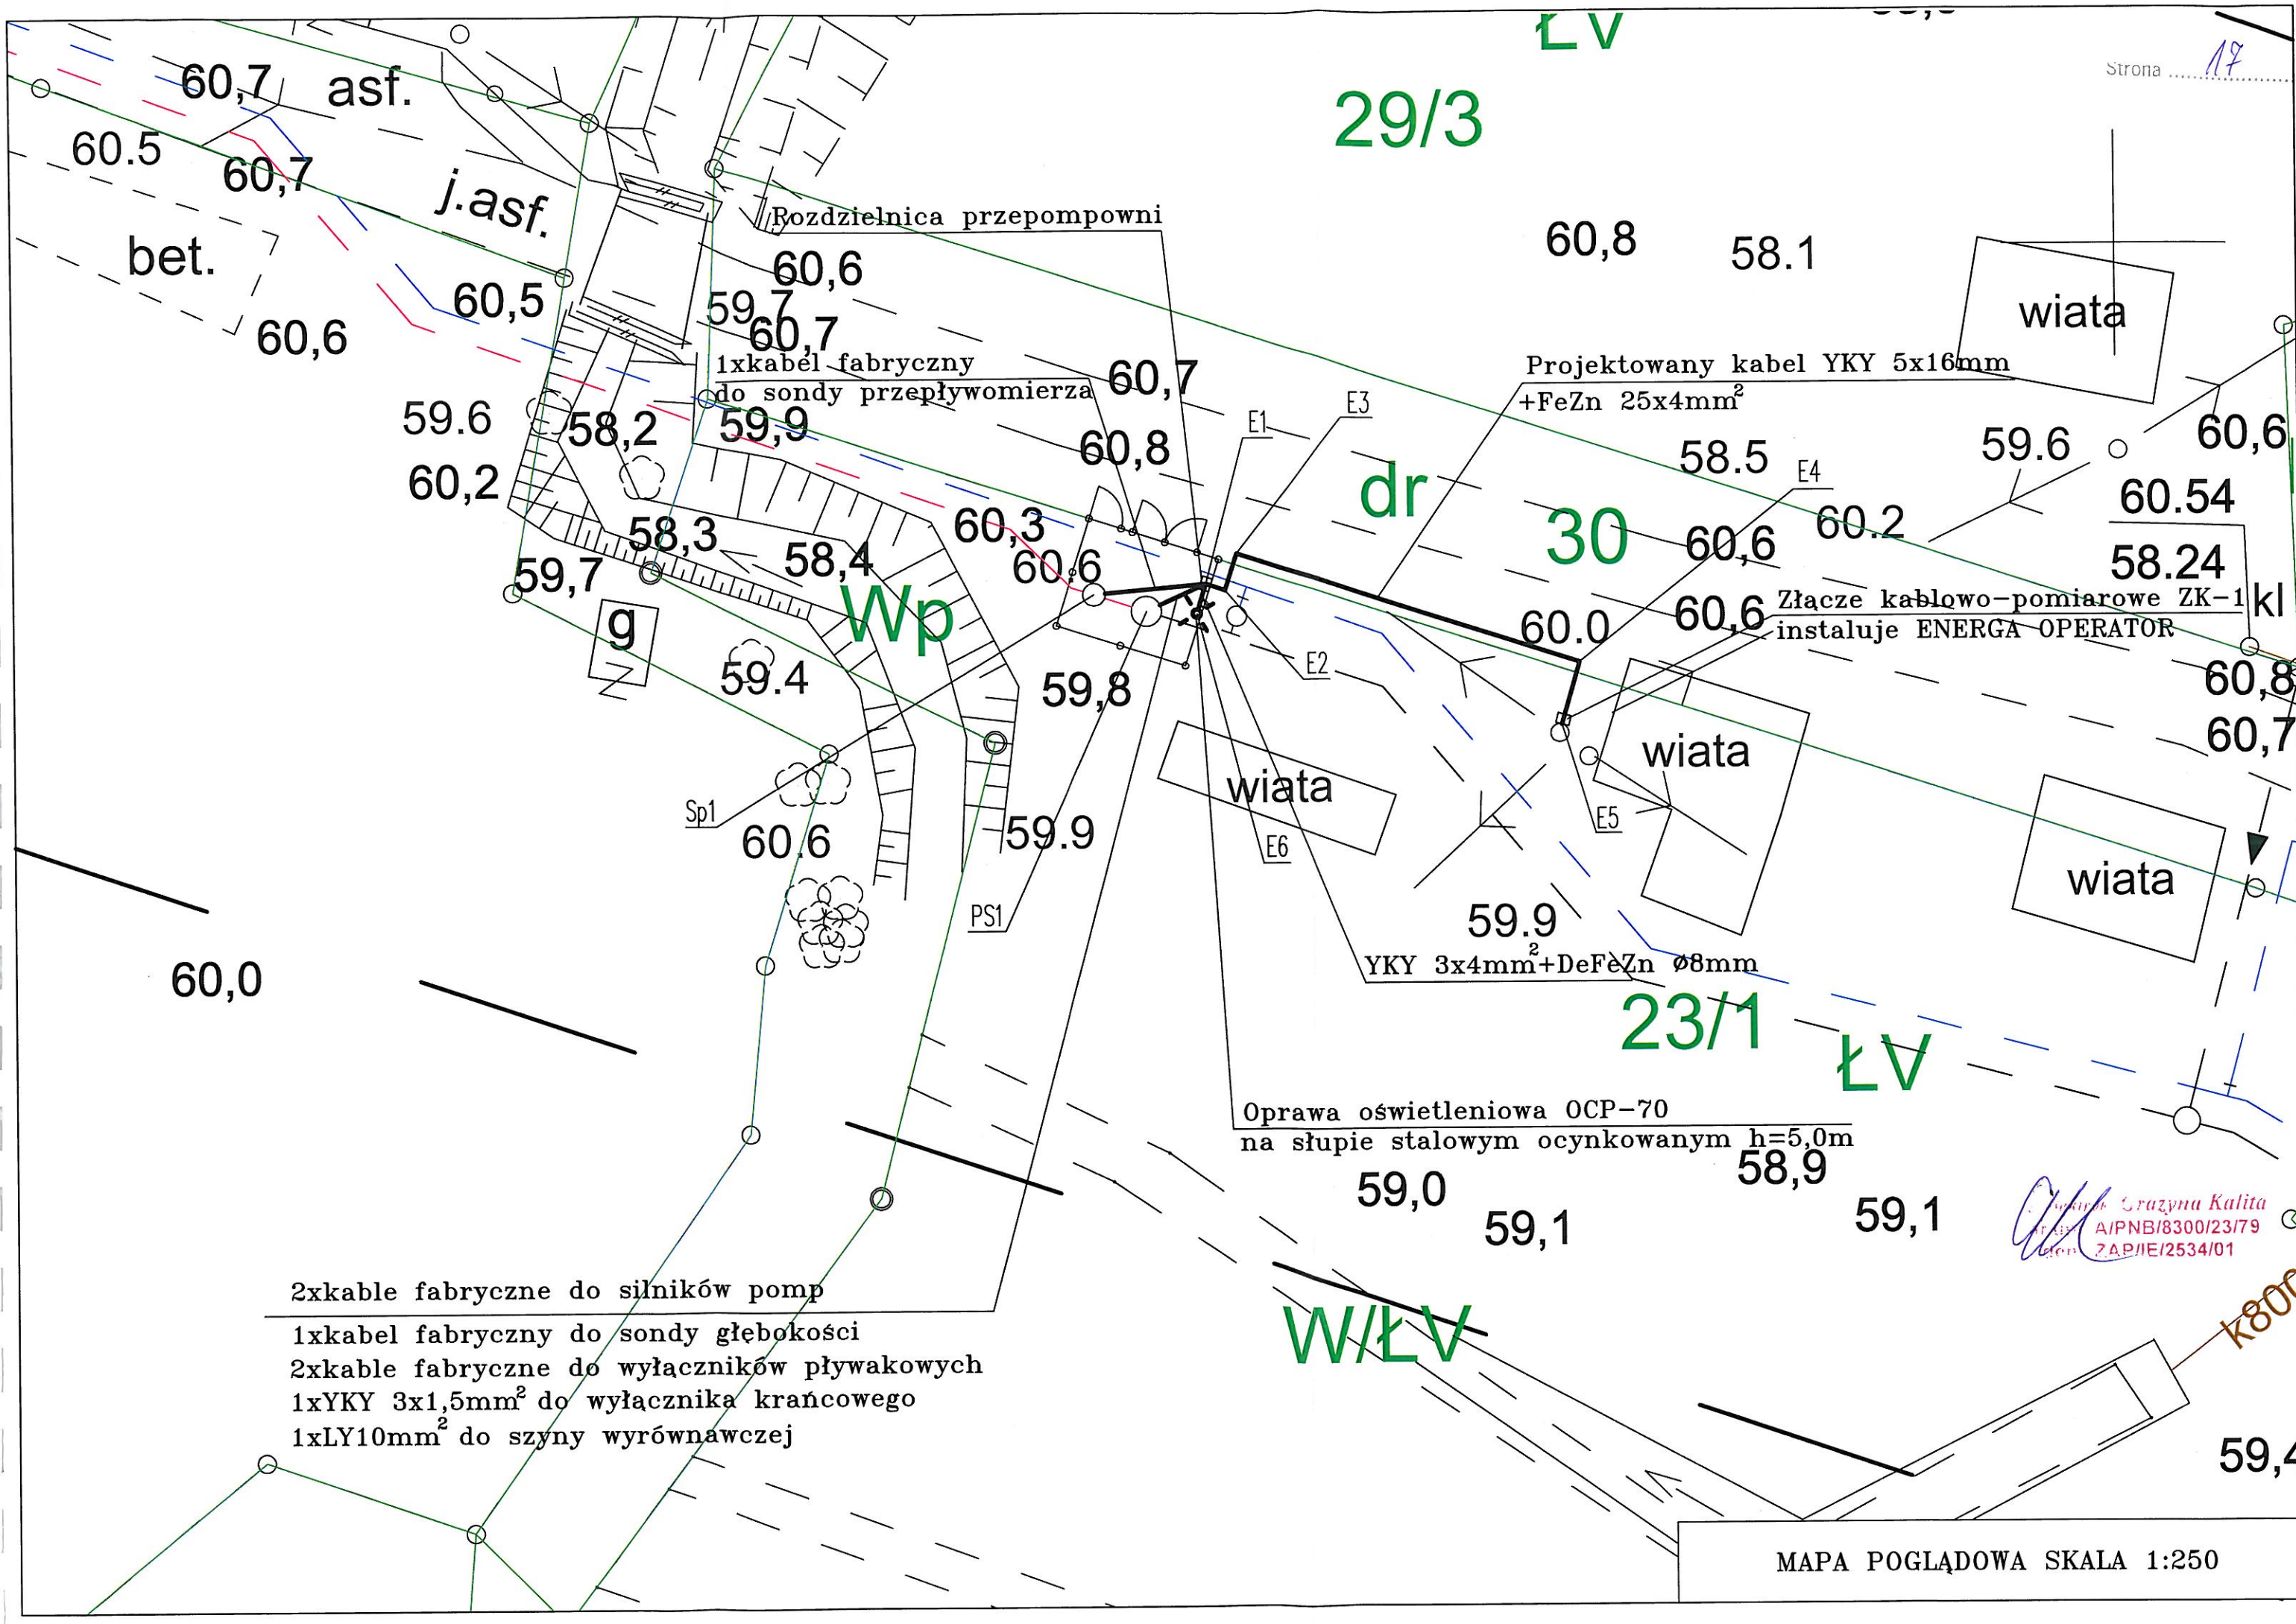 ŁV
Strona 17
60,7
asf.
29/3
60.5
60,7
j.asf.
Rozdzielnica przepompowni
60,8
58.1
bet.
60,6
wiata
60,5
59.7
60,7
60,6
1xkabel fabryczny
do sondy przepływomierza
60,7
Projektowany kabel YKY 5x16mm
+FeZn 25x4mm²
E1
E3
59.6
58,2
59,9
60,8
58.5
59.6
60,6
E4
60,2
dr
60.54
58,3
60,3
30
60,6
60.2
58,4
60.6
58.24
59,7
Wp
g
60.0
60,6
Złącze kablowo-pomiarowe ZK-1
instaluje ENERGA OPERATOR
kl
59.4
59,8
E2
60,8
60,7
wiata
wiata
Sp1
60.6
59.9
E6
E5
wiata
PS1
59.9
60,0
YKY 3x4mm²+DeFeZn ø8mm
23/1
ŁV
Oprawa oświetleniowa OCP-70
na słupie stalowym ocynkowanym h=5,0m
59,0
58,9
59,1
59,1
Grażyna Kalita
A/PNB/8300/23/79
ZAP/IE/2534/01
2xkable fabryczne do silników pomp
1xkabel fabryczny do sondy głębokości
2xkable fabryczne do wyłączników pływakowych
1xYKY 3x1,5mm² do wyłącznika krańcowego
1xLY10mm² do szyny wyrównawczej
W/ŁV
k800
59,4
MAPA POGLĄDOWA SKALA 1:250